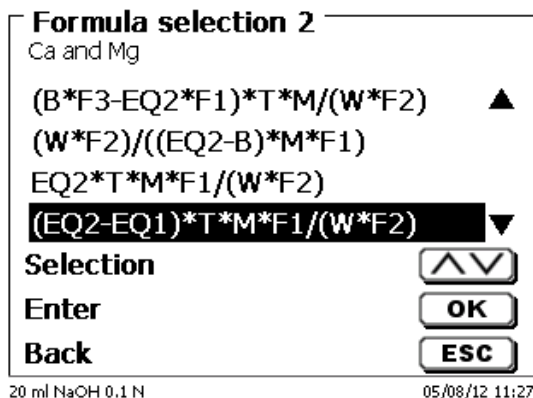 Formula selection 2
Ca and Mg
(B*F3-EQ2*F1)*T*M/(W*F2)
(W*F2)/((EQ2-B)*M*F1)
EQ2*T*M*F1/(W*F2)
(EQ2-EQ1)*T*M*F1/(W*F2)
Selection
Enter OK
Back ESC
20 ml NaOH 0.1 N 05/08/12 11:27